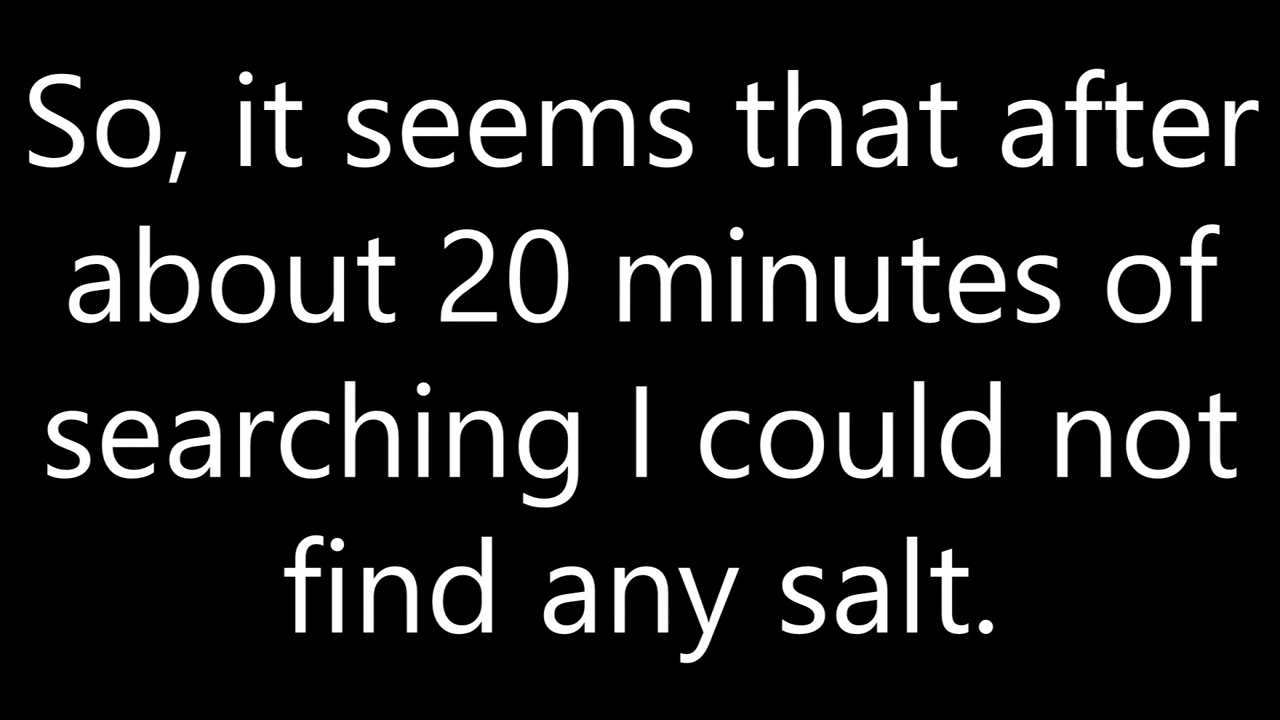 So, it seems that after
about 20 minutes of
searching I could not
find any salt.